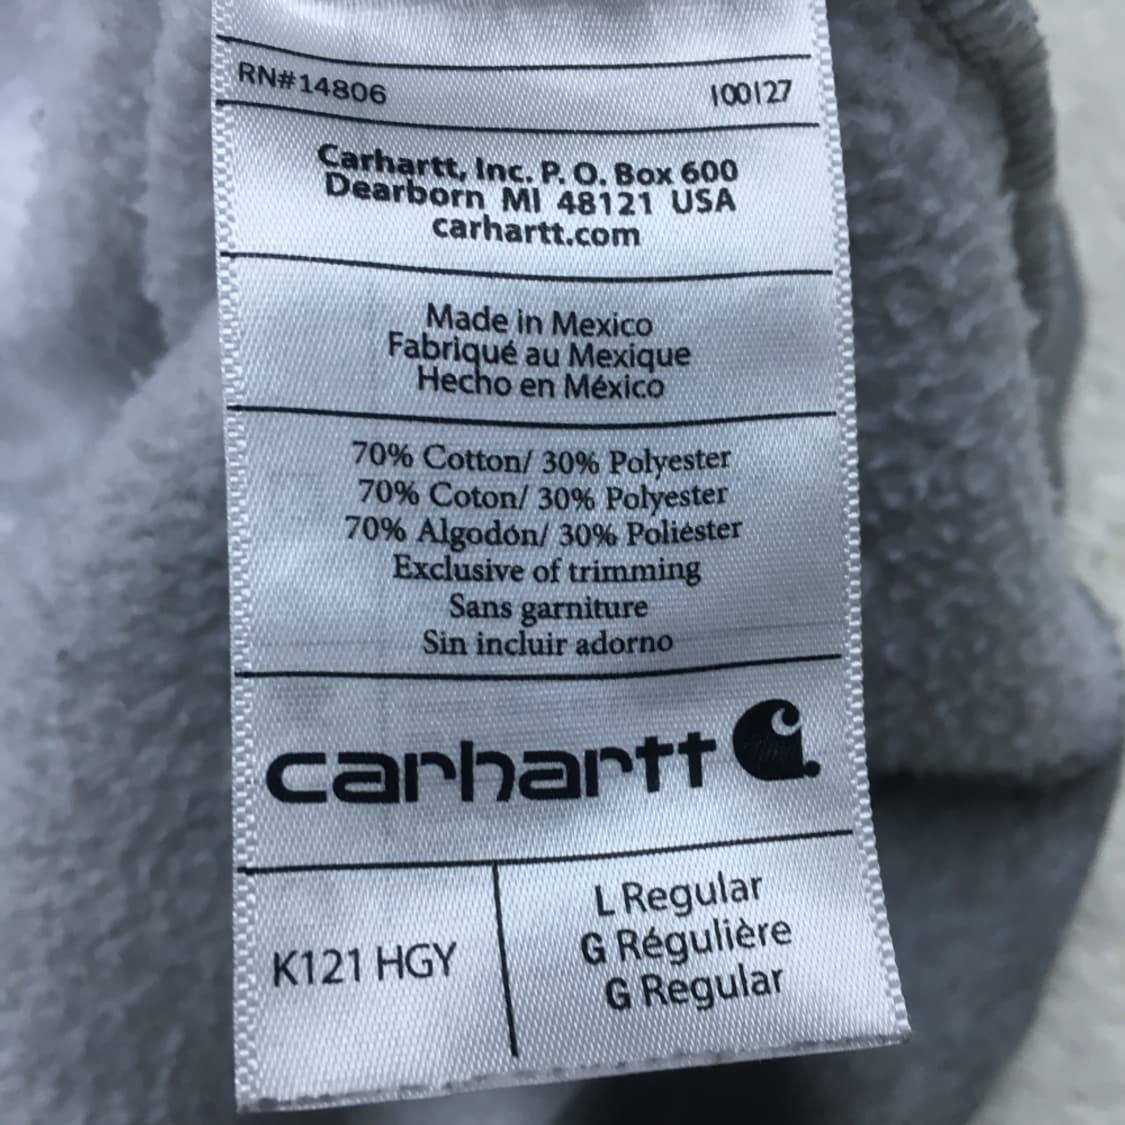 RN#14806 100127
Carhartt, Inc. P. O. Box 600
Dearborn MI 48121 USA
carhartt.com
Made in Mexico
Fabriqué au Mexique
Hecho en México
70% Cotton/ 30% Polyester
70% Coton/ 30% Polyester
70% Algodón/ 30% Poliéster
Exclusive of trimming
Sans garniture
Sin incluir adorno
carhartt
K121 HGY
L Regular
G Régulière
G Regular